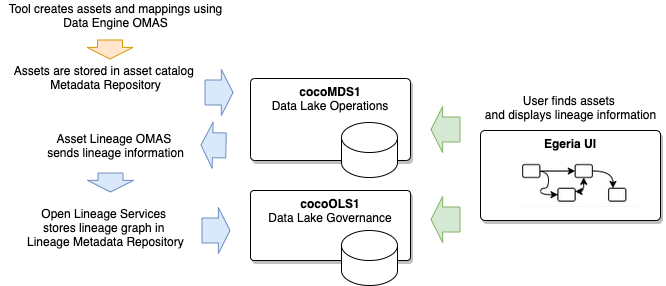 Tool creates assets and mappings using
Data Engine OMAS
Assets are stored in asset catalog
Metadata Repository
cocoMDS1
Data Lake Operations
User finds assets
and displays lineage information
Asset Lineage OMAS
sends lineage information
Egeria UI
Open Lineage Services
stores lineage graph in
Lineage Metadata Repository
cocoOLS1
Data Lake Governance